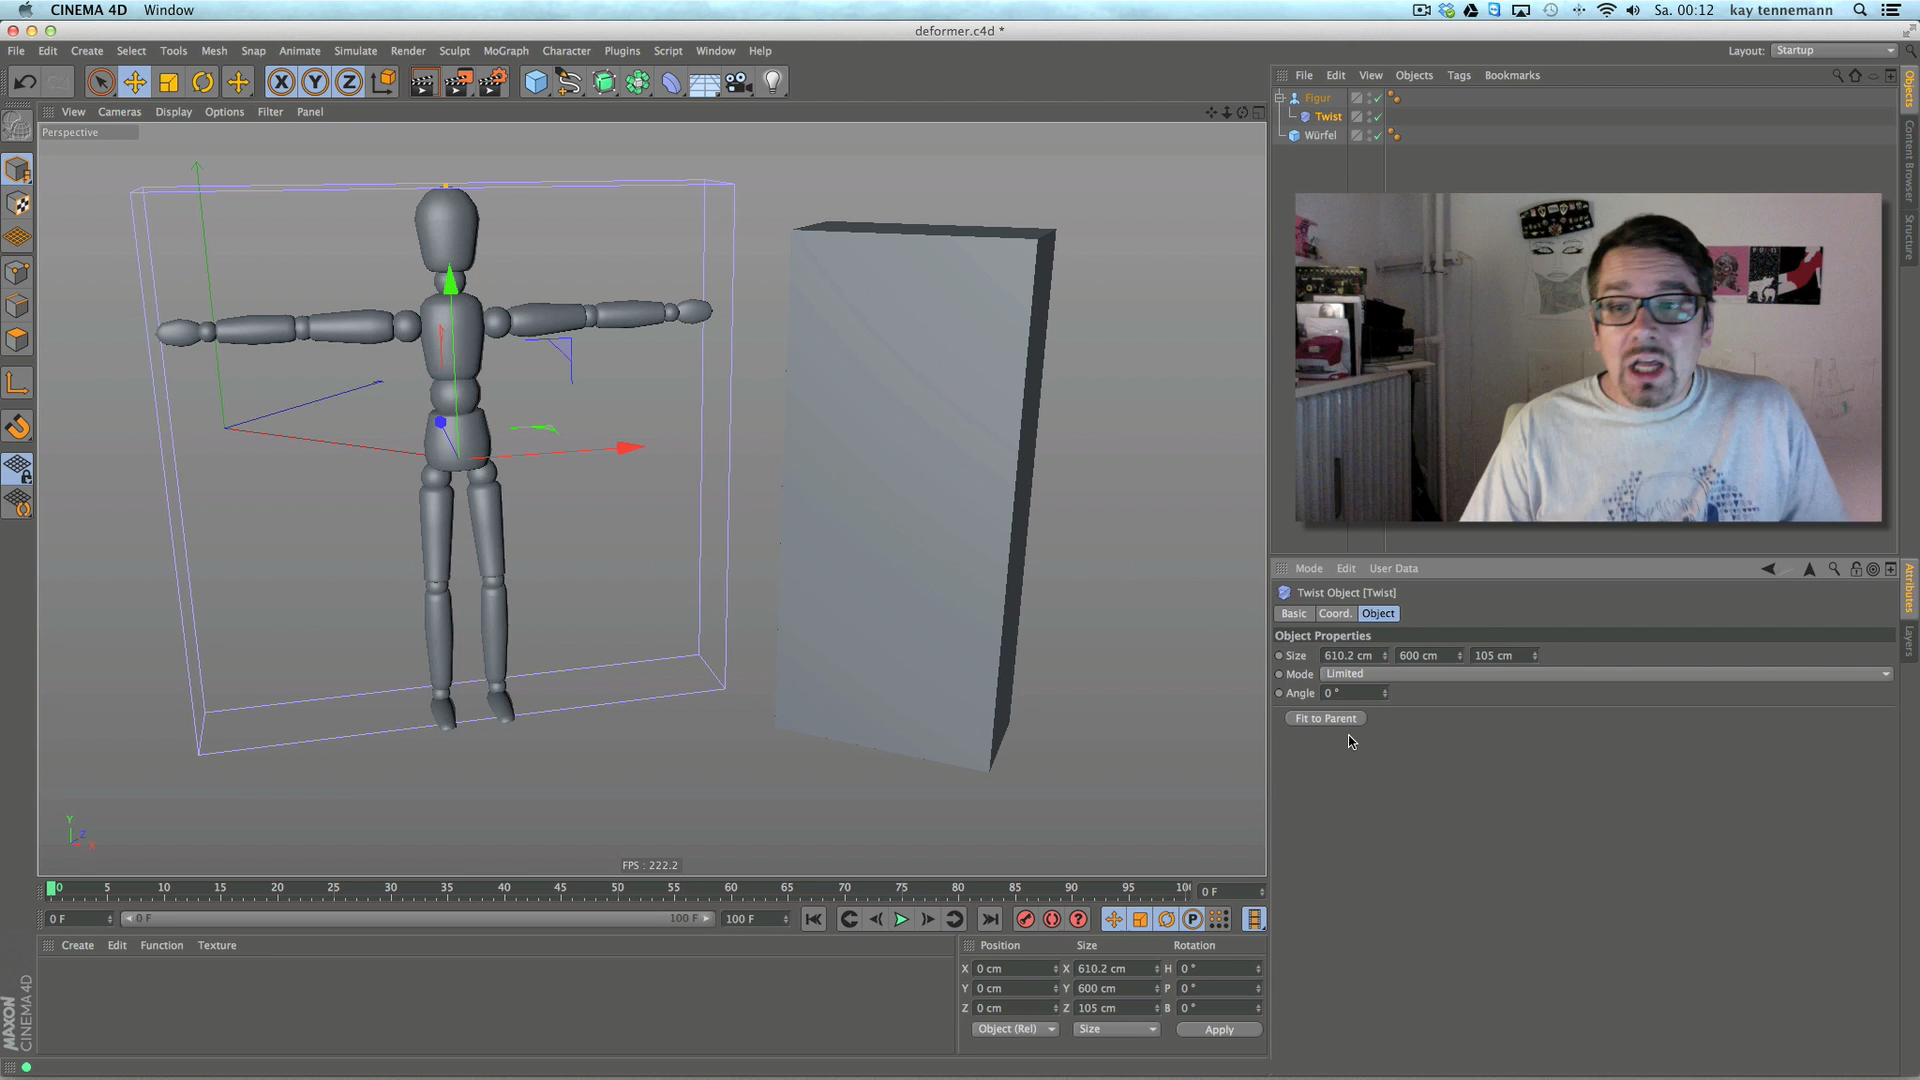 CINEMA 4D Window Sa. 00:12 kay tennemann
deformer.c4d *
File Edit Create Select Tools Mesh Snap Animate Simulate Render Sculpt MoGraph Character Plugins Script Window Help Layout: Startup
X Y Z
View Cameras Display Options Filter Panel
Perspective
File Edit View Objects Tags Bookmarks
Figur
Twist
Würfel
Objects
Content Browser
Structure
Mode Edit User Data
Twist Object [Twist]
Basic Coord. Object
Object Properties
Size 610.2 cm 600 cm 105 cm
Mode Limited
Angle 0 °
Fit to Parent
Attributes
Layers
Y
Z
X
FPS : 222.2
0 5 10 15 20 25 30 35 40 45 50 55 60 65 70 75 80 85 90 95 10 0 F
0 F 0 F 100 F 100 F P
Create Edit Function Texture
Position Size Rotation
X 0 cm X 610.2 cm H 0 °
Y 0 cm Y 600 cm P 0 °
Z 0 cm Z 105 cm B 0 °
Object (Rel) Size Apply
MAXON
CINEMA 4D